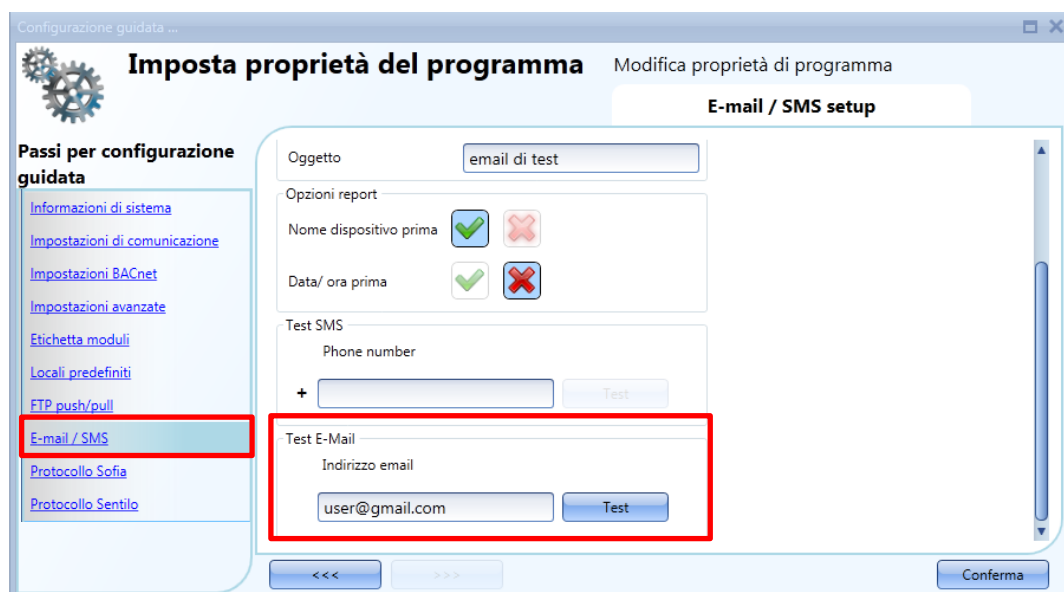 Configurazione guidata ...
Imposta proprietà del programma
Modifica proprietà di programma
E-mail / SMS setup
Passi per configurazione
guidata
Informazioni di sistema
Impostazioni di comunicazione
Impostazioni BACnet
Impostazioni avanzate
Etichetta moduli
Locali predefiniti
FTP push/pull
E-mail / SMS
Protocollo Sofia
Protocollo Sentilo
Oggetto
email di test
Opzioni report
Nome dispositivo prima
Data/ ora prima
Test SMS
Phone number
+
Test
Test E-Mail
Indirizzo email
user@gmail.com
Test
<<<
>>>
Conferma